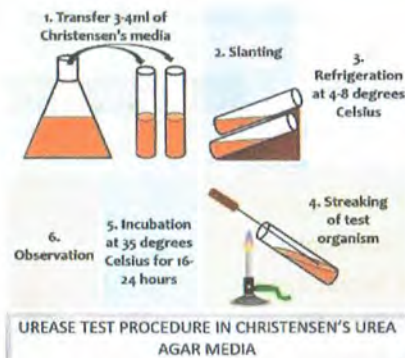 1. Transfer 3-4ml of
Christensen's media
2. Slanting
3.
Refrigeration
at 4-8 degrees
Celsius
4. Streaking
of test
organism
5. Incubation
at 35 degrees
Celsius for 16-
24 hours
6.
Observation
UREASE TEST PROCEDURE IN CHRISTENSEN'S UREA
AGAR MEDIA